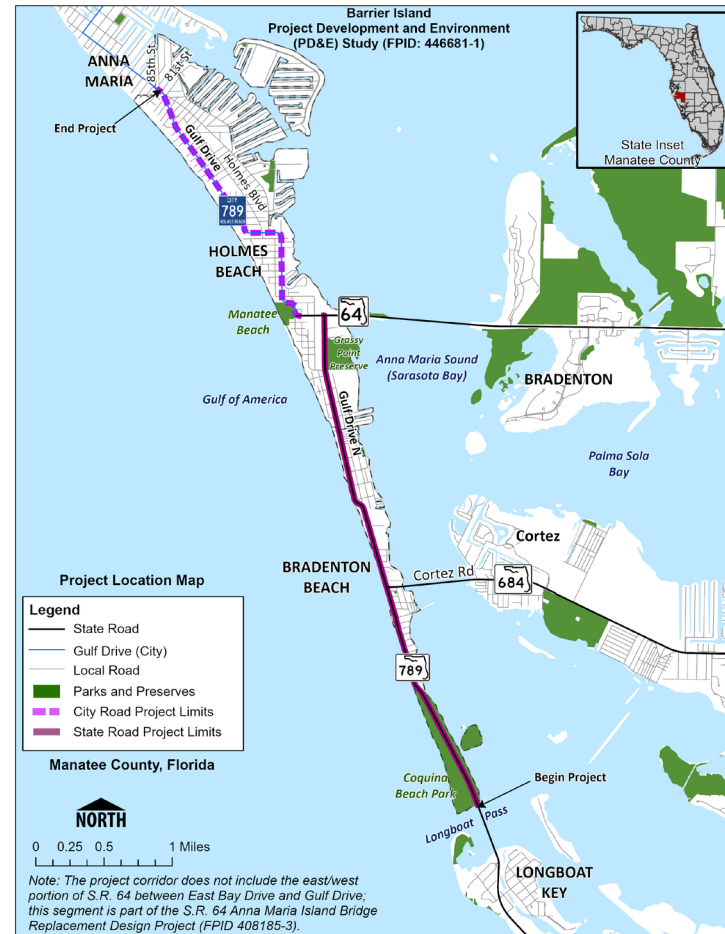 Barrier Island
Project Development and Environment
(PD&E) Study (FPID: 446681-1)
State Inset
Manatee County
ANNA
MARIA
85th St
81st St
End Project
Gulf Drive
Holmes Blvd
CITY
789
HOLMES BEACH
HOLMES
BEACH
Manatee
Beach
64
Grassy
Point
Preserve
Anna Maria Sound
(Sarasota Bay)
BRADENTON
Gulf of America
Gulf Drive N
Palma Sola
Bay
Cortez
BRADENTON
BEACH
Cortez Rd
684
789
Coquina
Beach Park
Begin Project
Longboat Pass
LONGBOAT
KEY
Project Location Map
Legend
State Road
Gulf Drive (City)
Local Road
Parks and Preserves
City Road Project Limits
State Road Project Limits
Manatee County, Florida
NORTH
0 0.25 0.5 1 Miles
Note: The project corridor does not include the east/west
portion of S.R. 64 between East Bay Drive and Gulf Drive;
this segment is part of the S.R. 64 Anna Maria Island Bridge
Replacement Design Project (FPID 408185-3).